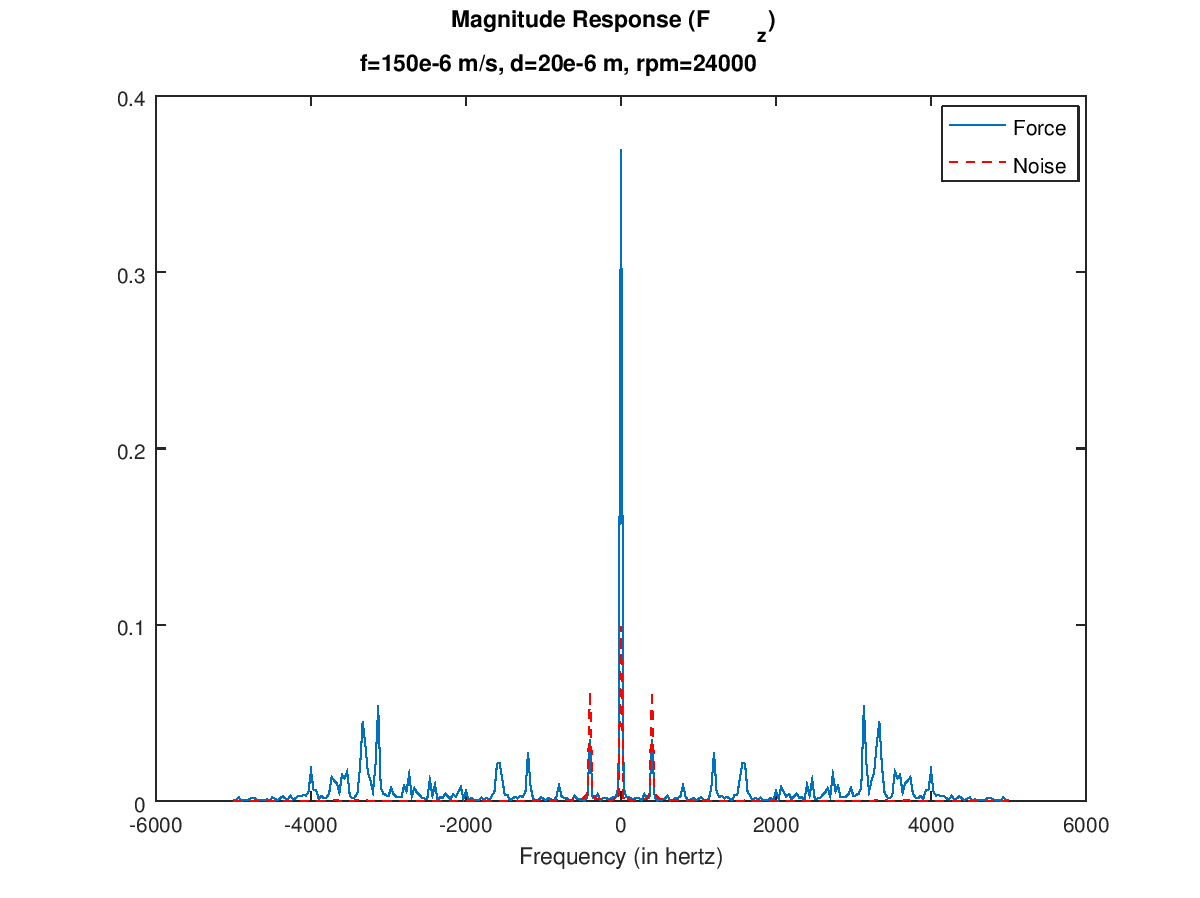 Magnitude Response (F_z)
f=150e-6 m/s, d=20e-6 m, rpm=24000
0.4
0.3
0.2
0.1
0
Force
Noise
-6000 -4000 -2000 0 2000 4000 6000
Frequency (in hertz)